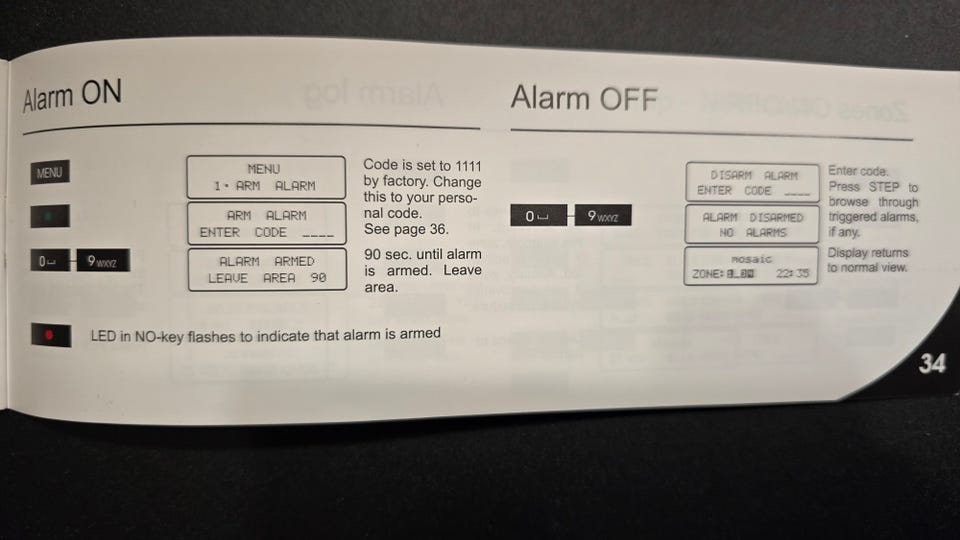 Alarm ON
MENU
MENU
1. ARM ALARM
ARM ALARM
ENTER CODE ____
0 9 WXYZ
ALARM ARMED
LEAVE AREA 90
Code is set to 1111
by factory. Change
this to your perso-
nal code.
See page 36.
90 sec. until alarm
is armed. Leave
area.
LED in NO-key flashes to indicate that alarm is armed
Alarm OFF
0 9 WXYZ
DISARM ALARM
ENTER CODE ____
ALARM DISARMED
NO ALARMS
mosaic
ZONE: 22:35
Enter code.
Press STEP to
browse through
triggered alarms,
if any.
Display returns
to normal view.
34